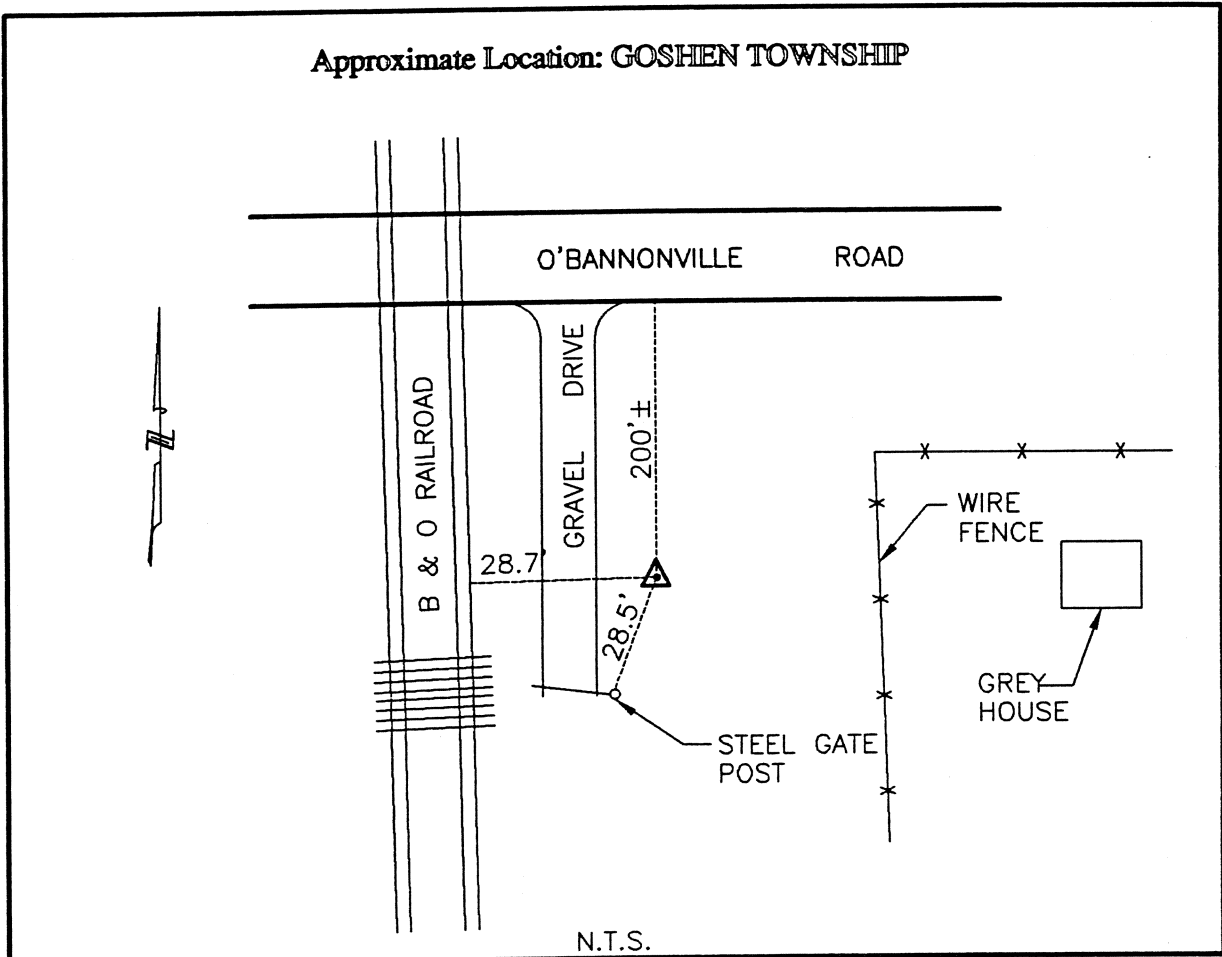 Approximate Location: GOSHEN TOWNSHIP
O'BANNONVILLE ROAD
N
B & O RAILROAD
GRAVEL DRIVE
200'±
28.7'
28.5'
WIRE
FENCE
GREY
HOUSE
STEEL GATE
POST
N.T.S.